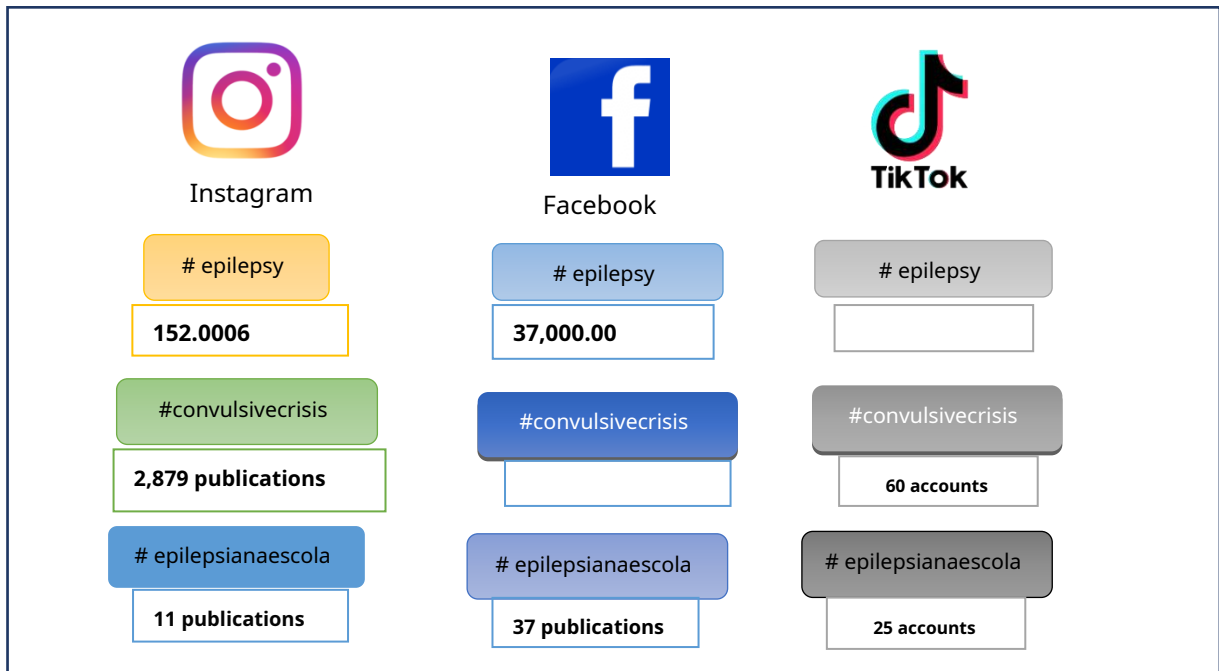 TikTok
Instagram
Facebook
# epilepsy
# epilepsy
# epilepsy
152.0006
37,000.00
#convulsivecrisis
#convulsivecrisis
#convulsivecrisis
2,879 publications
60 accounts
# epilepsianaescola
# epilepsianaescola
# epilepsianaescola
11 publications
37 publications
25 accounts